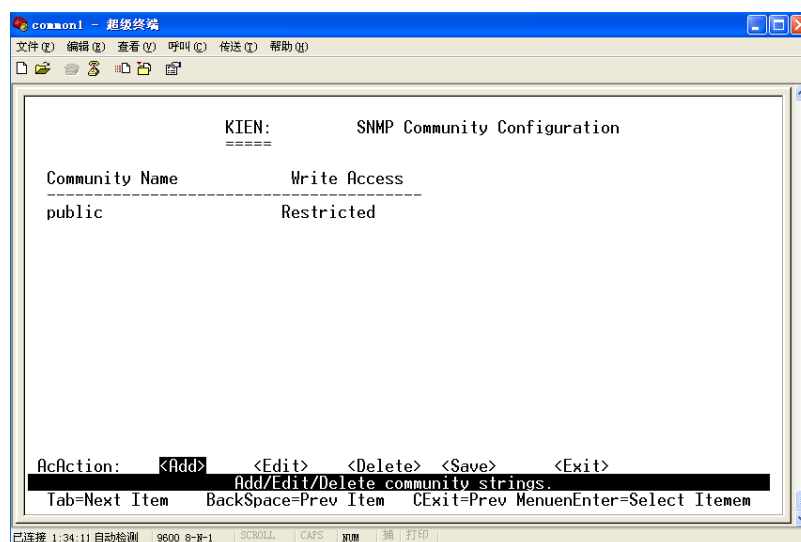 common1 - 超级终端
文件(F) 编辑(E) 查看(V) 呼叫(C) 传送(T) 帮助(H)
KIEN: SNMP Community Configuration
=====
Community Name Write Access
----------------------------------------
public Restricted
AcAction: <Add> <Edit> <Delete> <Save> <Exit>
Add/Edit/Delete community strings.
Tab=Next Item BackSpace=Prev Item CExit=Prev MenuenEnter=Select Itemem
已连接 1:34:11 自动检测 9600 8-N-1 SCROLL CAPS NUM 捕 打印